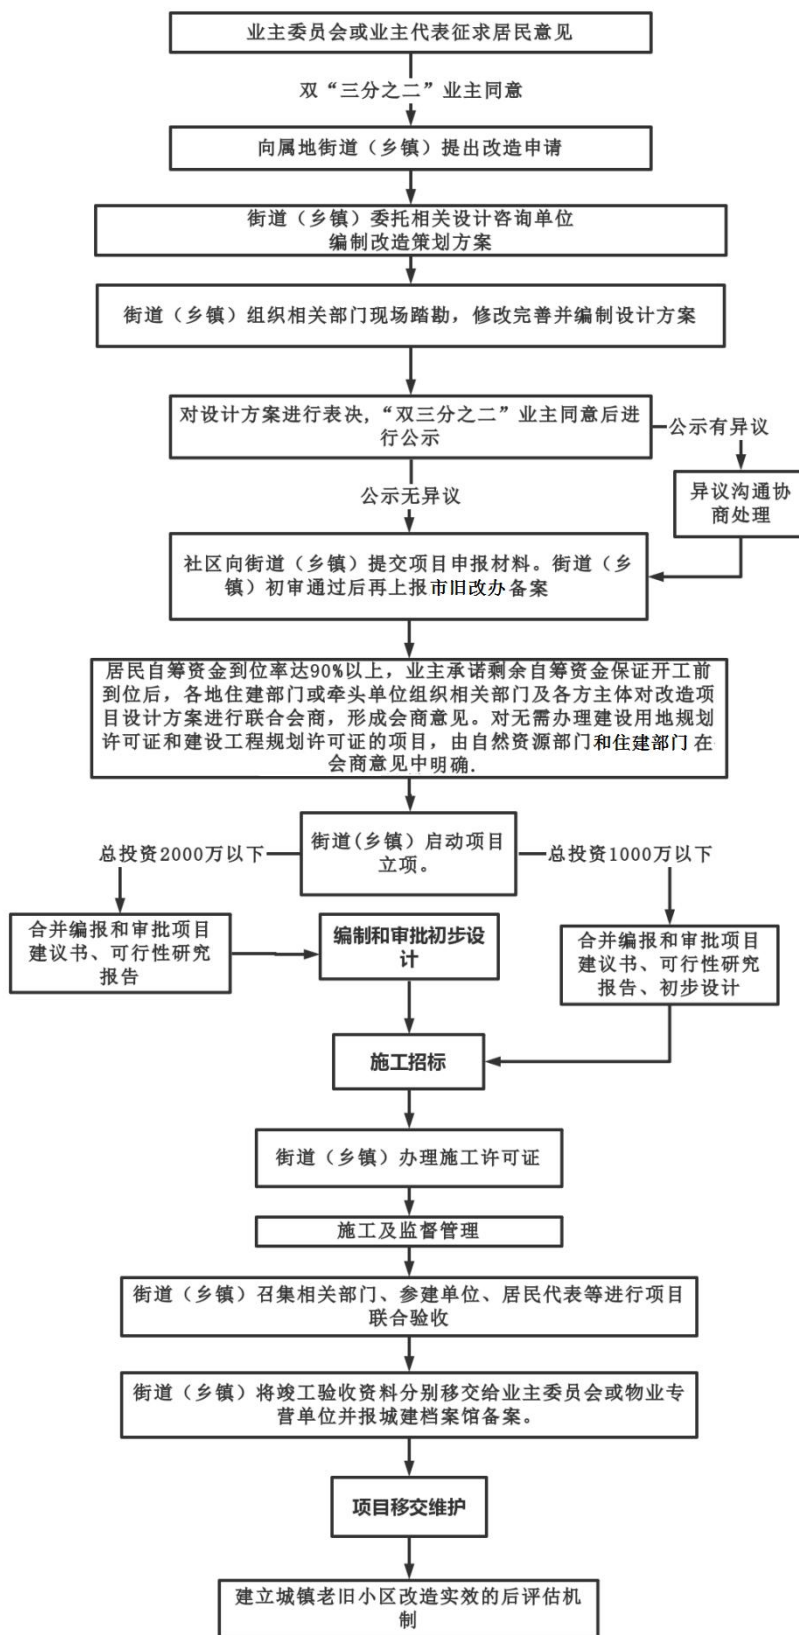 业主委员会或业主代表征求居民意见
双“三分之二”业主同意
向属地街道（乡镇）提出改造申请
街道（乡镇）委托相关设计咨询单位
编制改造策划方案
街道（乡镇）组织相关部门现场踏勘，修改完善并编制设计方案
对设计方案进行表决，“双三分之二”业主同意后进
行公示
公示有异议
异议沟通协
商处理
公示无异议
社区向街道（乡镇）提交项目申报材料。街道（乡
镇）初审通过后再上报市旧改办备案
居民自筹资金到位率达90%以上，业主承诺剩余自筹资金保证开工前
到位后，各地住建部门或牵头单位组织相关部门及各方主体对改造项
目设计方案进行联合会商，形成会商意见。对无需办理建设用地规划
许可证和建设工程规划许可证的项目，由自然资源部门和住建部门在
会商意见中明确.
街道(乡镇）启动项目
立项。
总投资2000万以下
总投资1000万以下
合并编报和审批项目
建议书、可行性研究
报告
编制和审批初步设
计
合并编报和审批项目
建议书、可行性研究
报告、初步设计
施工招标
街道（乡镇）办理施工许可证
施工及监督管理
街道（乡镇）召集相关部门、参建单位、居民代表等进行项目
联合验收
街道（乡镇）将竣工验收资料分别移交给业主委员会或物业专
营单位并报城建档案馆备案。
项目移交维护
建立城镇老旧小区改造实效的后评估机
制